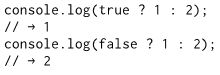 console.log(true ? 1 : 2);
// → 1
console.log(false ? 1 : 2);
// → 2